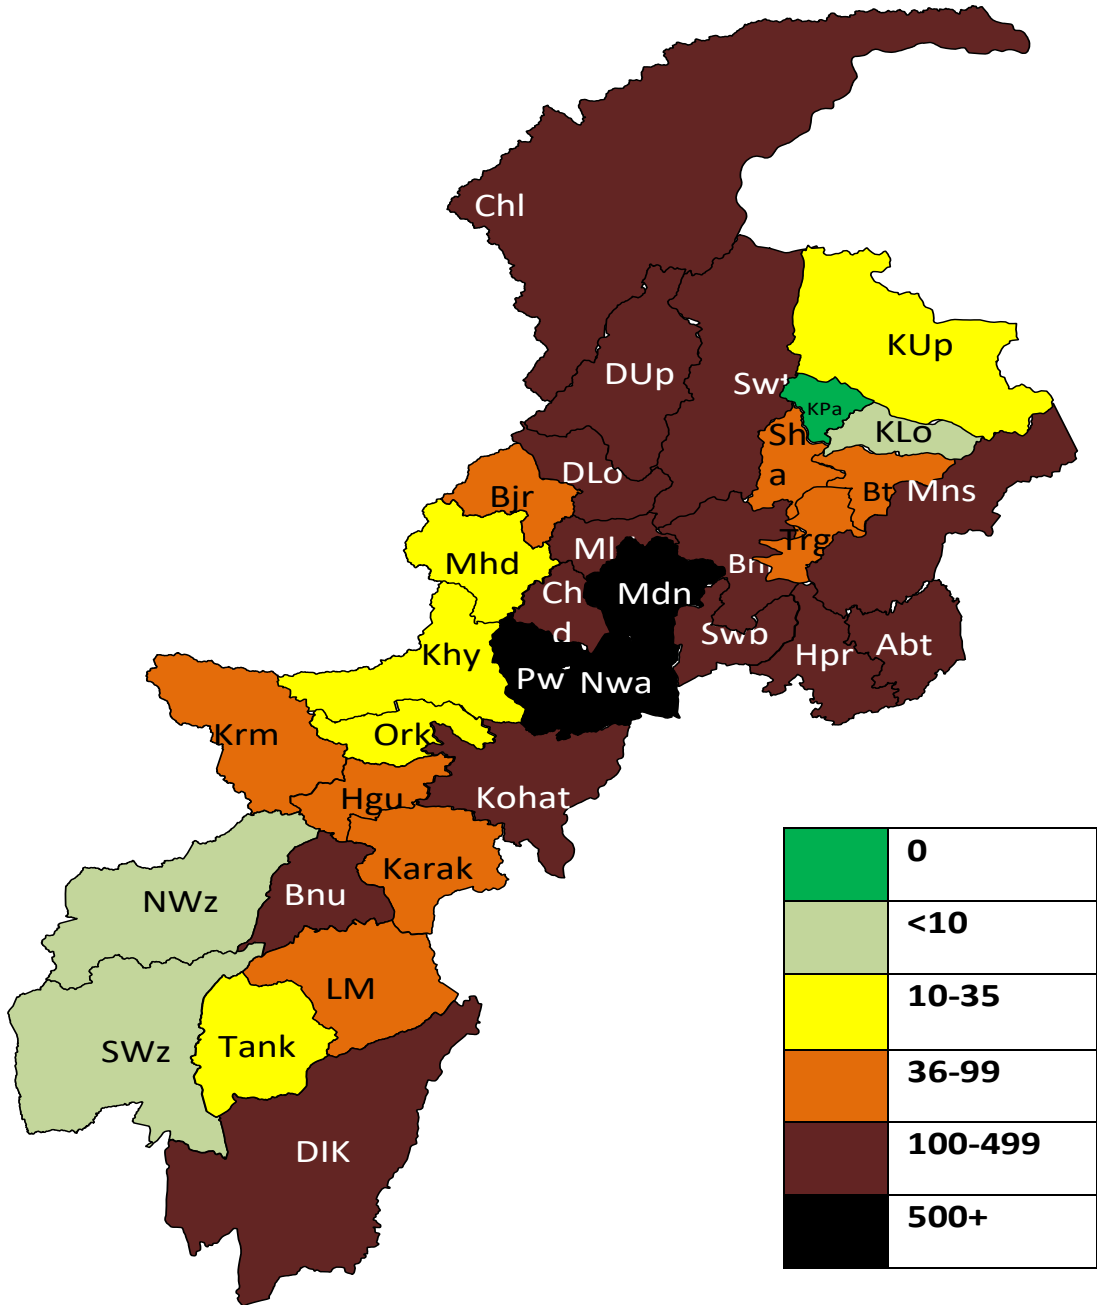 Chl
KUp
DUp
Swt
KPa
KLo
Sh
a
DLo
Bt
Mns
Bjr
Trg
Mhd
Ml
Bn
Ch
d
Mdn
Swb
Khy
Hpr
Abt
Pw
Nwa
Krm
Ork
Hgu
Kohat
Karak
Bnu
NWz
LM
SWz
Tank
DIK
0
<10
10-35
36-99
100-499
500+